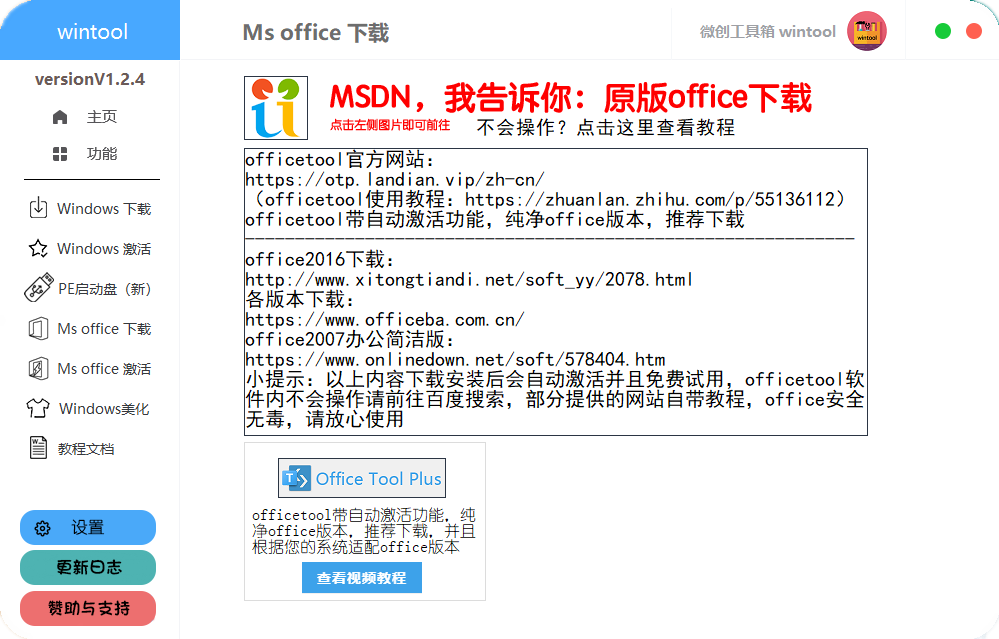 wintool
Ms office 下载
微创工具箱 wintool
wintool
versionV1.2.4
主页
功能
Windows 下载
Windows 激活
PE启动盘（新）
Ms office 下载
Ms office 激活
Windows美化
教程文档
设置
更新日志
赞助与支持
MSDN，我告诉你：原版office下载
点击左侧图片即可前往
不会操作？点击这里查看教程
officetool官方网站：
https://otp.landian.vip/zh-cn/
（officetool使用教程：https://zhuanlan.zhihu.com/p/55136112）
officetool带自动激活功能，纯净office版本，推荐下载
-------------------------------------------------------------
office2016下载：
http://www.xitongtiandi.net/soft_yy/2078.html
各版本下载：
https://www.officeba.com.cn/
office2007办公简洁版：
https://www.onlinedown.net/soft/578404.htm
小提示：以上内容下载安装后会自动激活并且免费试用，officetool软
件内不会操作请前往百度搜索，部分提供的网站自带教程，office安全
无毒，请放心使用
Office Tool Plus
officetool带自动激活功能，纯
净office版本，推荐下载，并且
根据您的系统适配office版本
查看视频教程